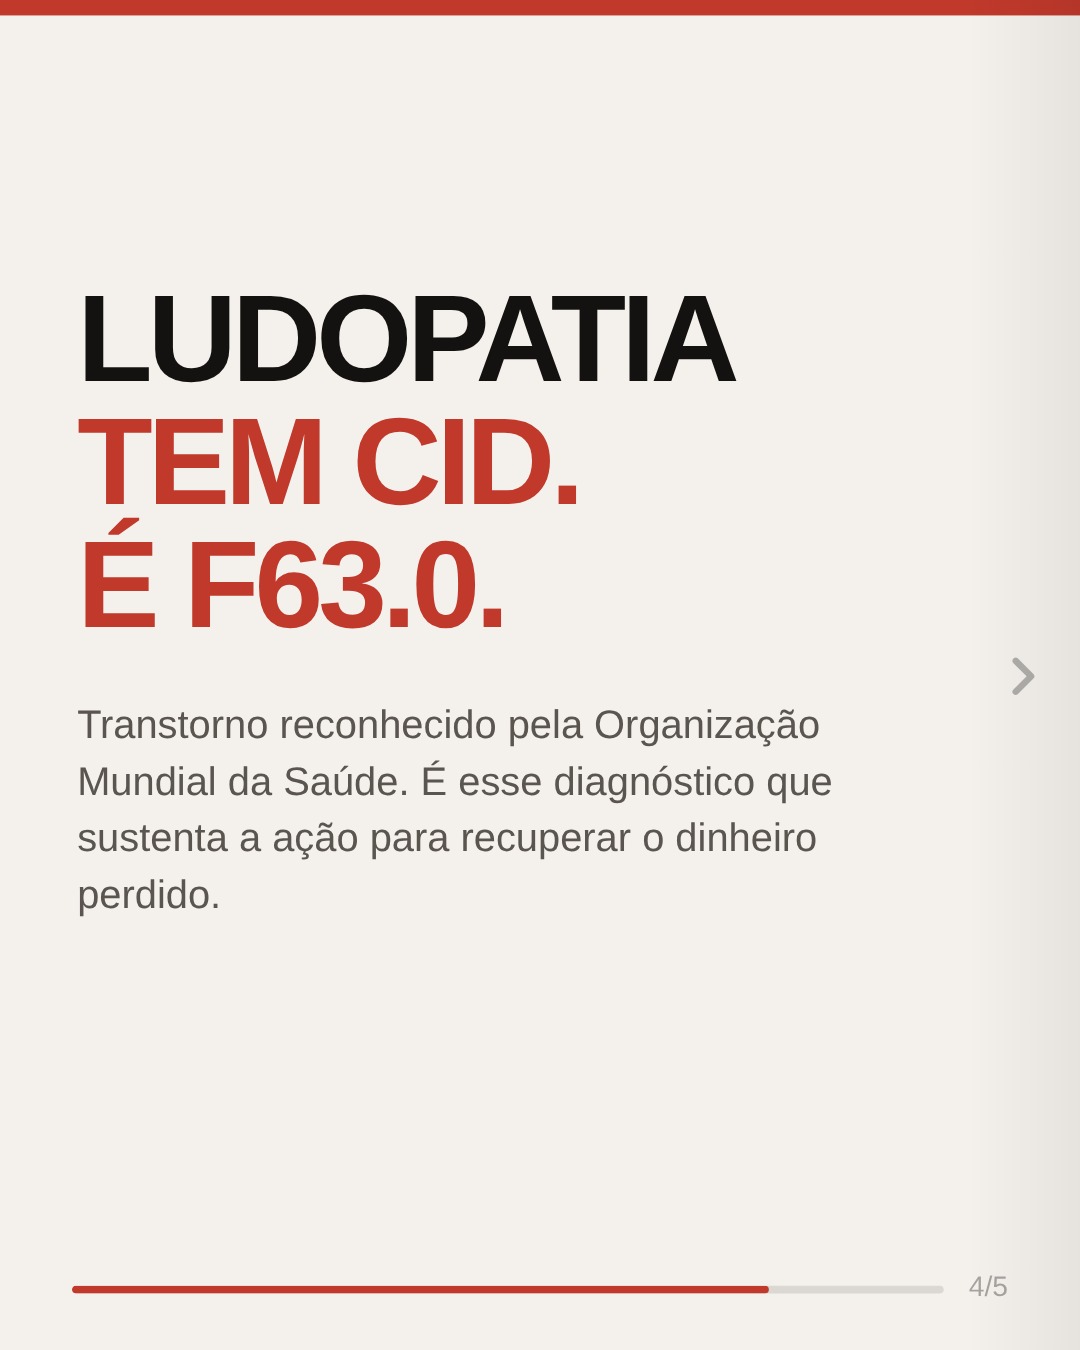 LUDOPATIA
TEM CID.
É F63.0.
Transtorno reconhecido pela Organização
Mundial da Saúde. É esse diagnóstico que
sustenta a ação para recuperar o dinheiro
perdido.
4/5